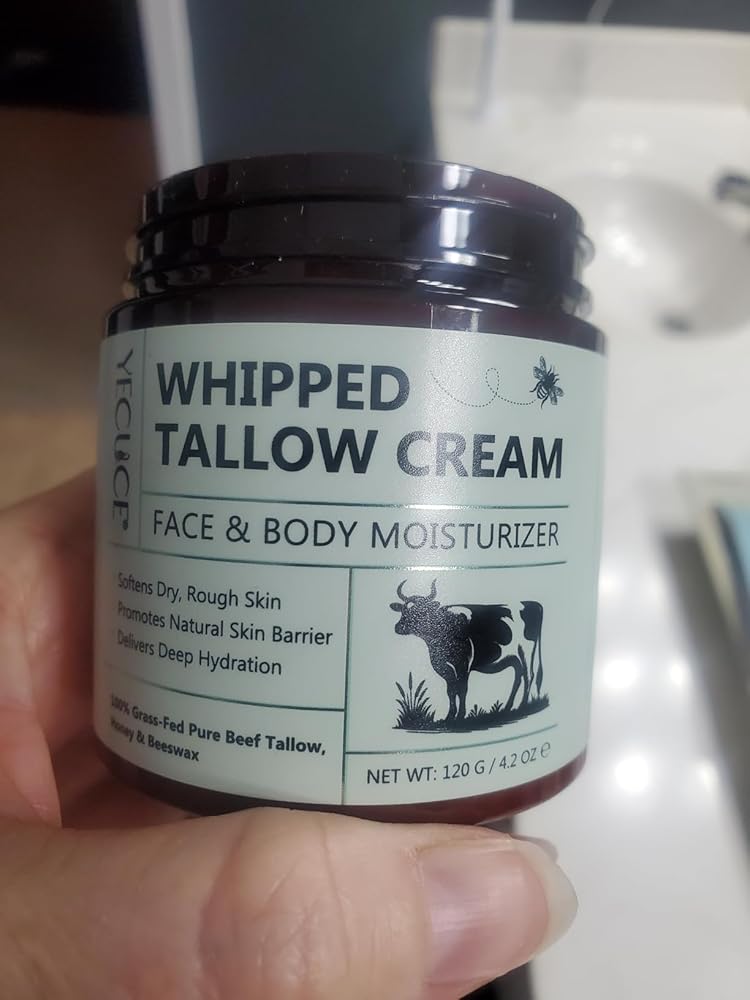 WHIPPED
TALLOW CREAM
FACE & BODY MOISTURIZER
Softens Dry, Rough Skin
Promotes Natural Skin Barrier
Delivers Deep Hydration
100% Grass-Fed Pure Beef Tallow,
Honey & Beeswax
NET WT: 120 G / 4.2 OZ ℮